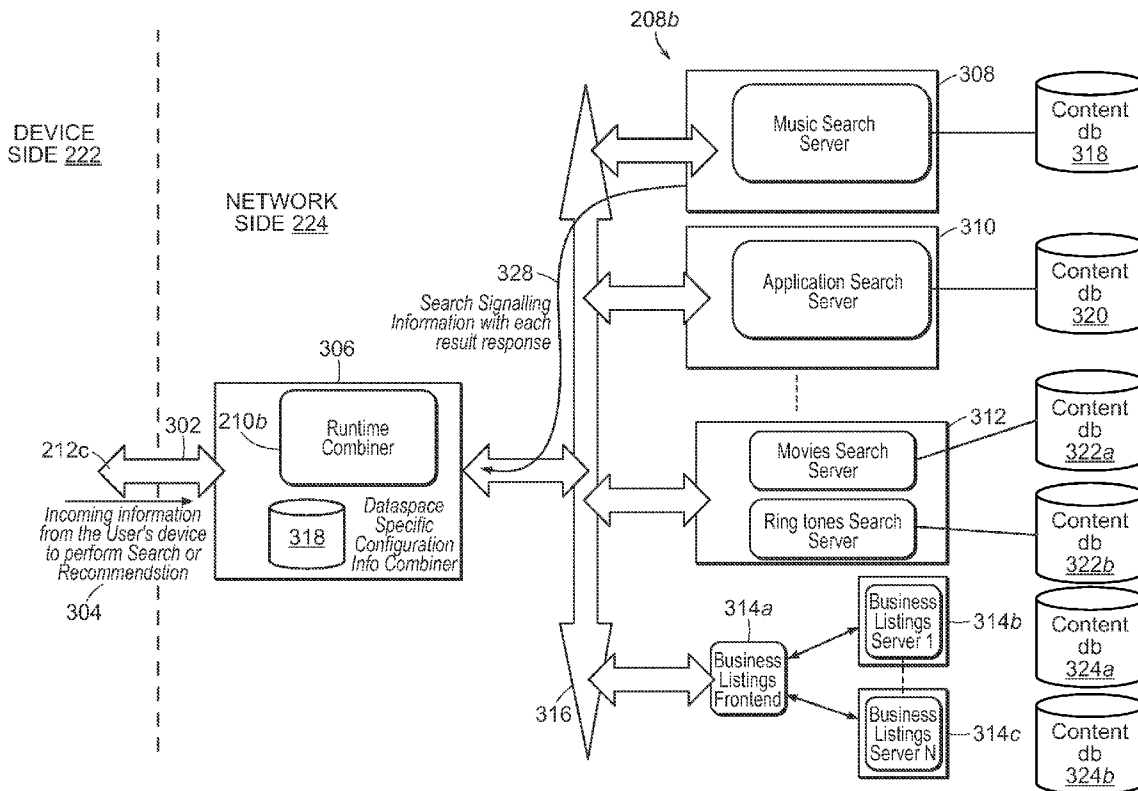 208b
DEVICE
SIDE 222
NETWORK
SIDE 224
308
Music Search
Server
Content
db
318
310
Application Search
Server
Content
db
320
328
Search Signalling
Information with each
result response
306
210b
Runtime
Combiner
302
212c
318
Dataspace
Specific
Configuration
Info Combiner
Incoming information
from the User's device
to perform Search or
Recommendstion
304
312
Movies Search
Server
Ring tones Search
Server
Content
db
322a
Content
db
322b
314a
Business
Listings
Frontend
316
Business
Listings
Server 1
314b
Business
Listings
Server N
314c
Content
db
324a
Content
db
324b